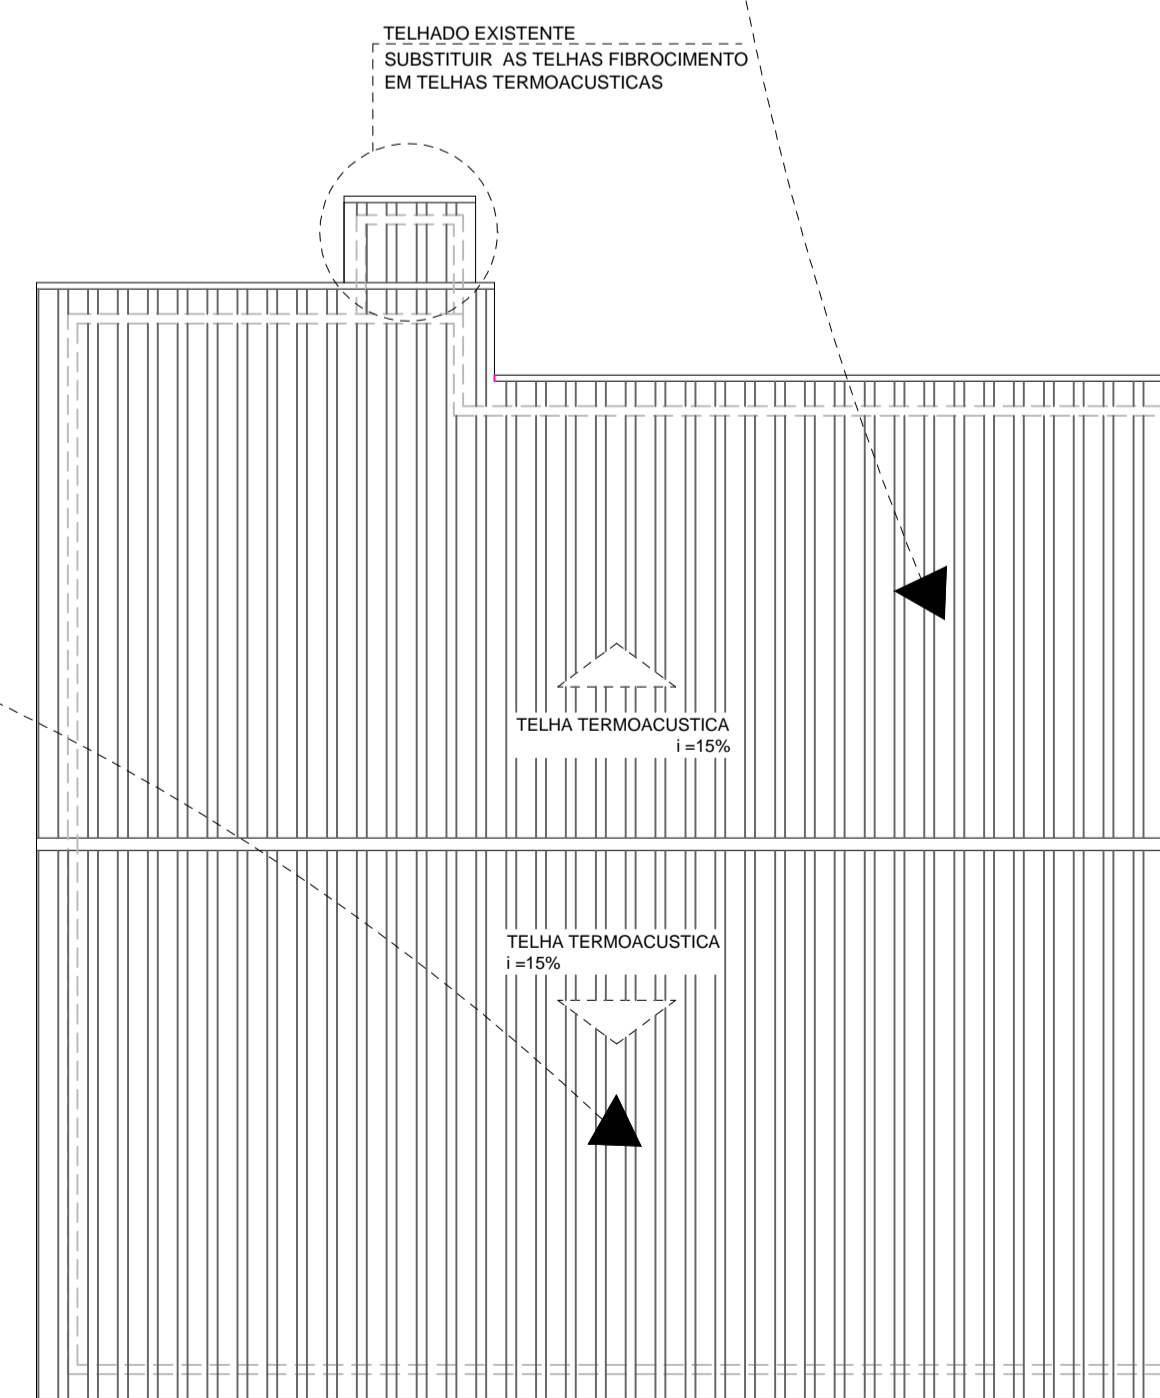 TELHADO EXISTENTE
SUBSTITUIR AS TELHAS FIBROCIMENTO
EM TELHAS TERMOACUSTICAS
TELHA TERMOACUSTICA
i =15%
TELHA TERMOACUSTICA
i =15%